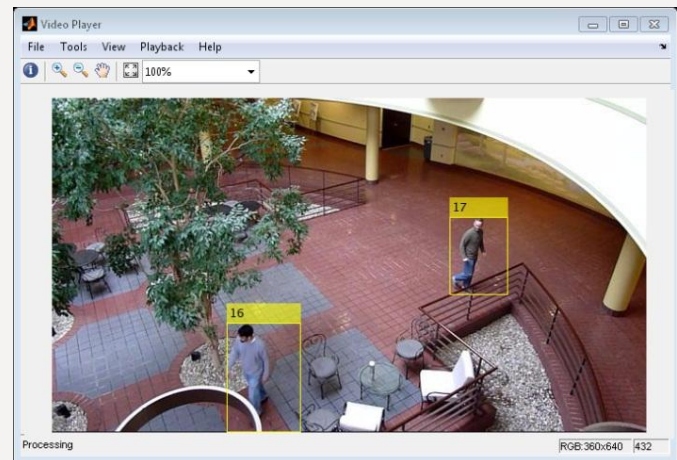 Video Player
File Tools View Playback Help
100%
17
16
Processing
RGB:360x640 432